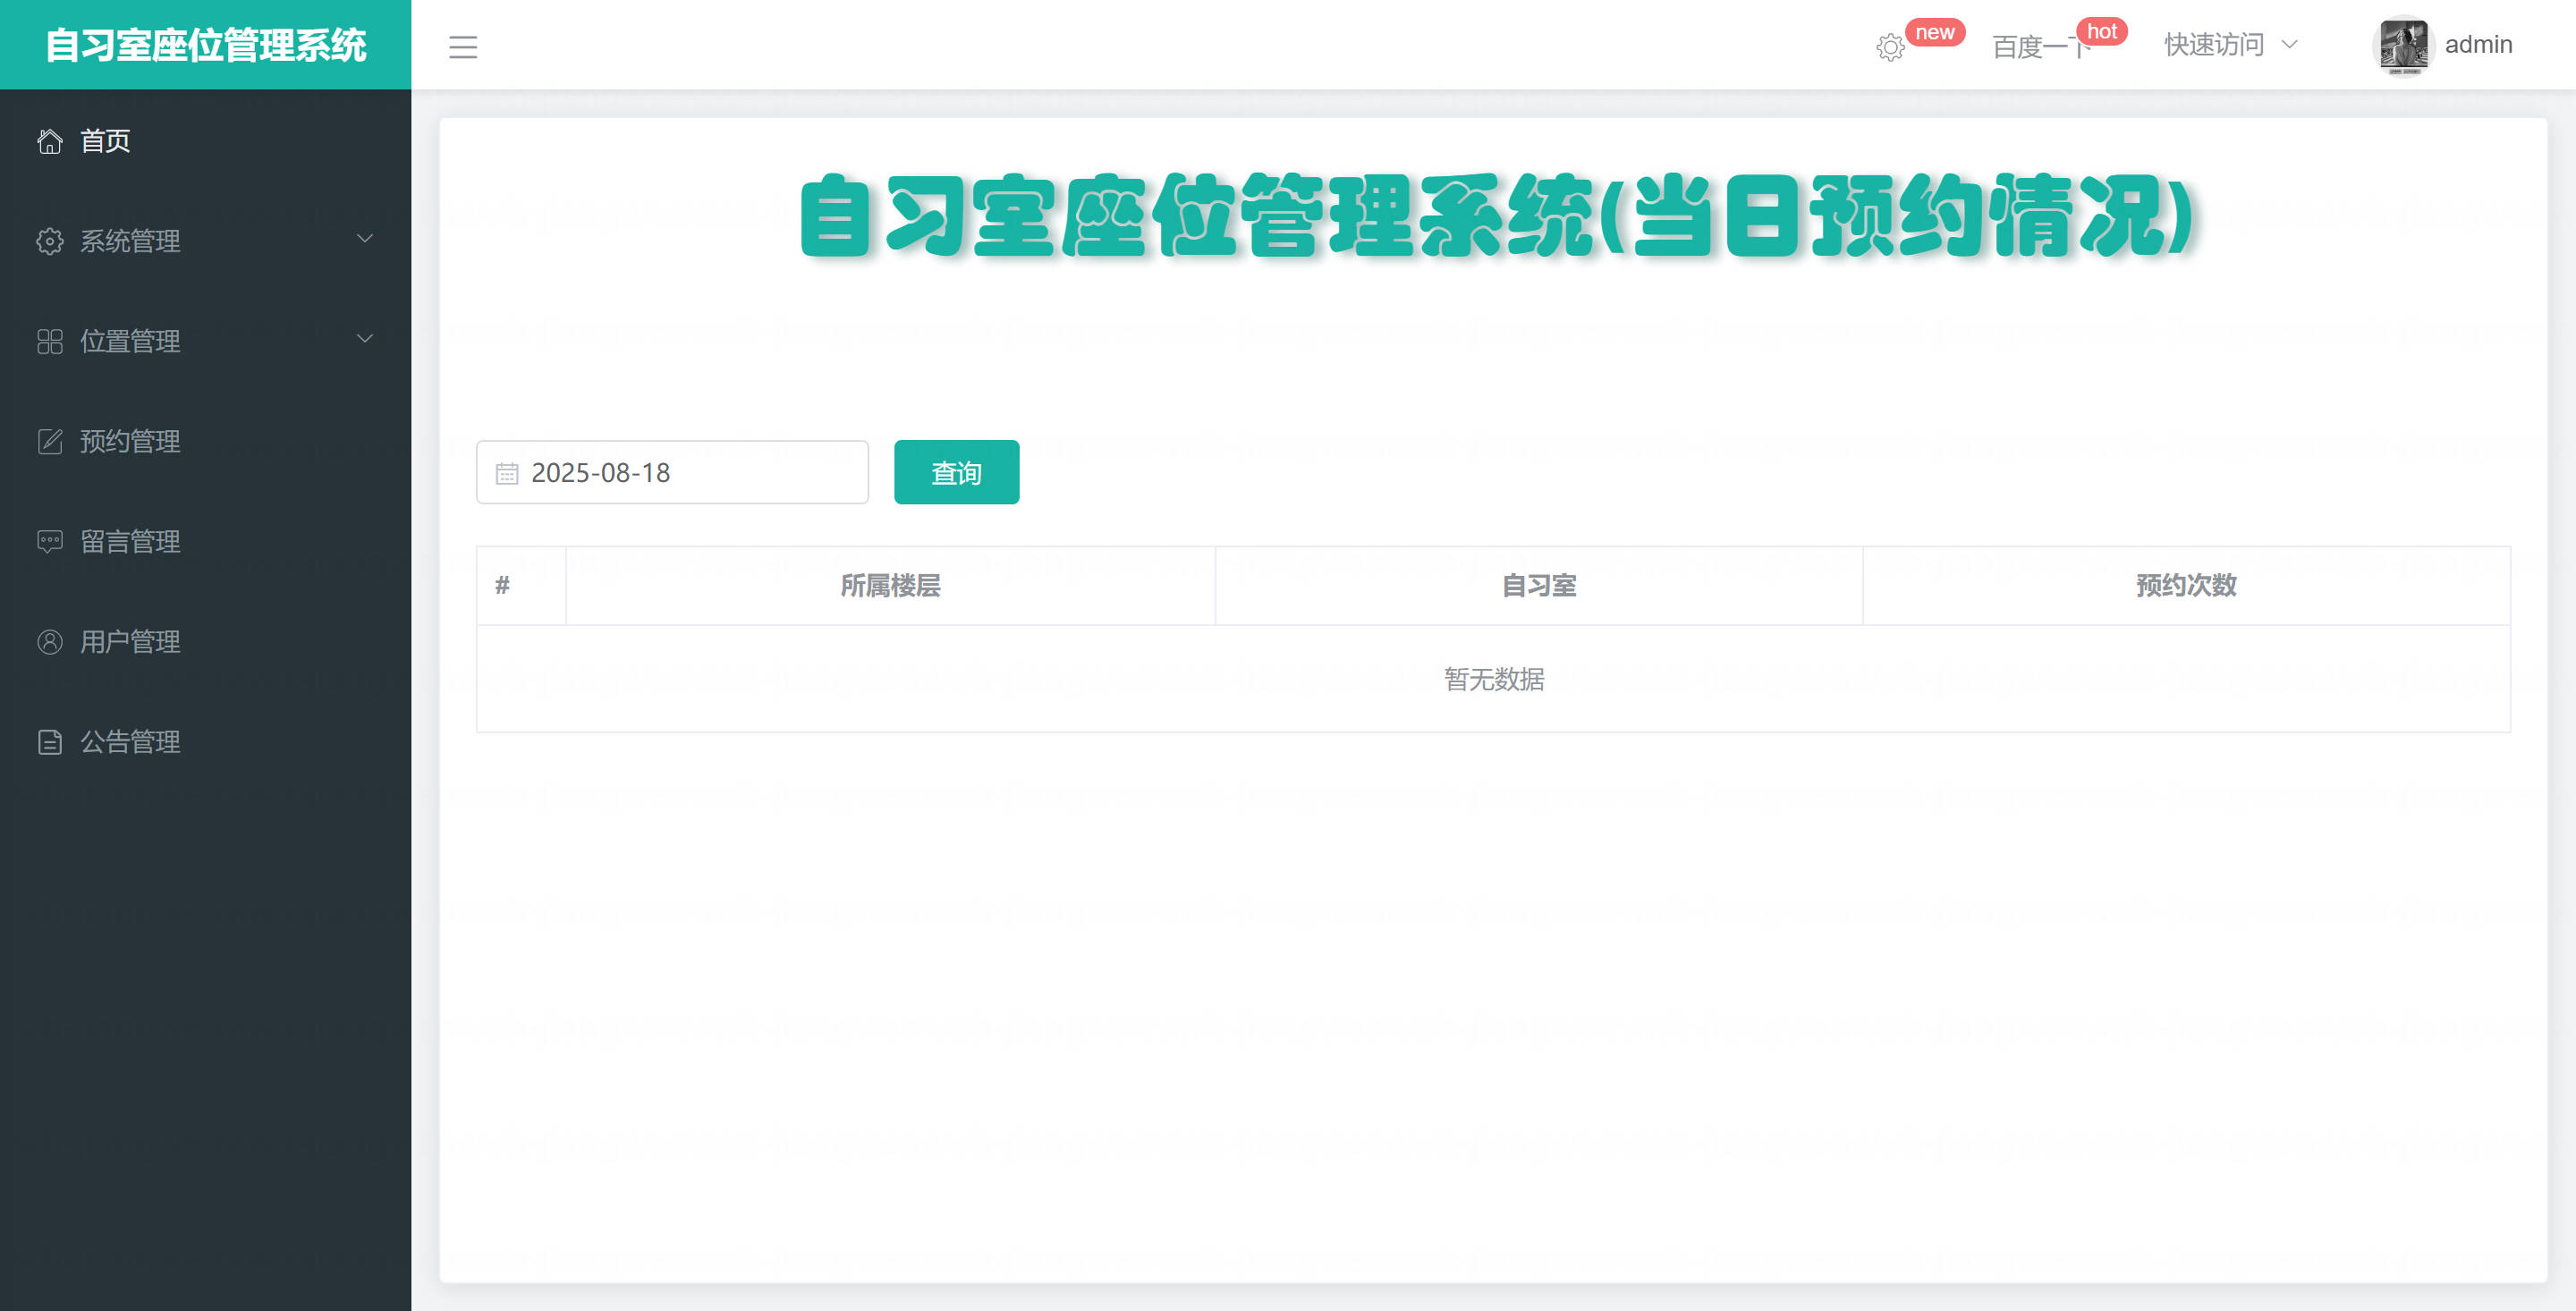 自习室座位管理系统
new
百度一下
hot
快速访问
admin
首页
系统管理
位置管理
预约管理
留言管理
用户管理
公告管理
自习室座位管理系统(当日预约情况)
2025-08-18
查询
# 所属楼层 自习室 预约次数
暂无数据